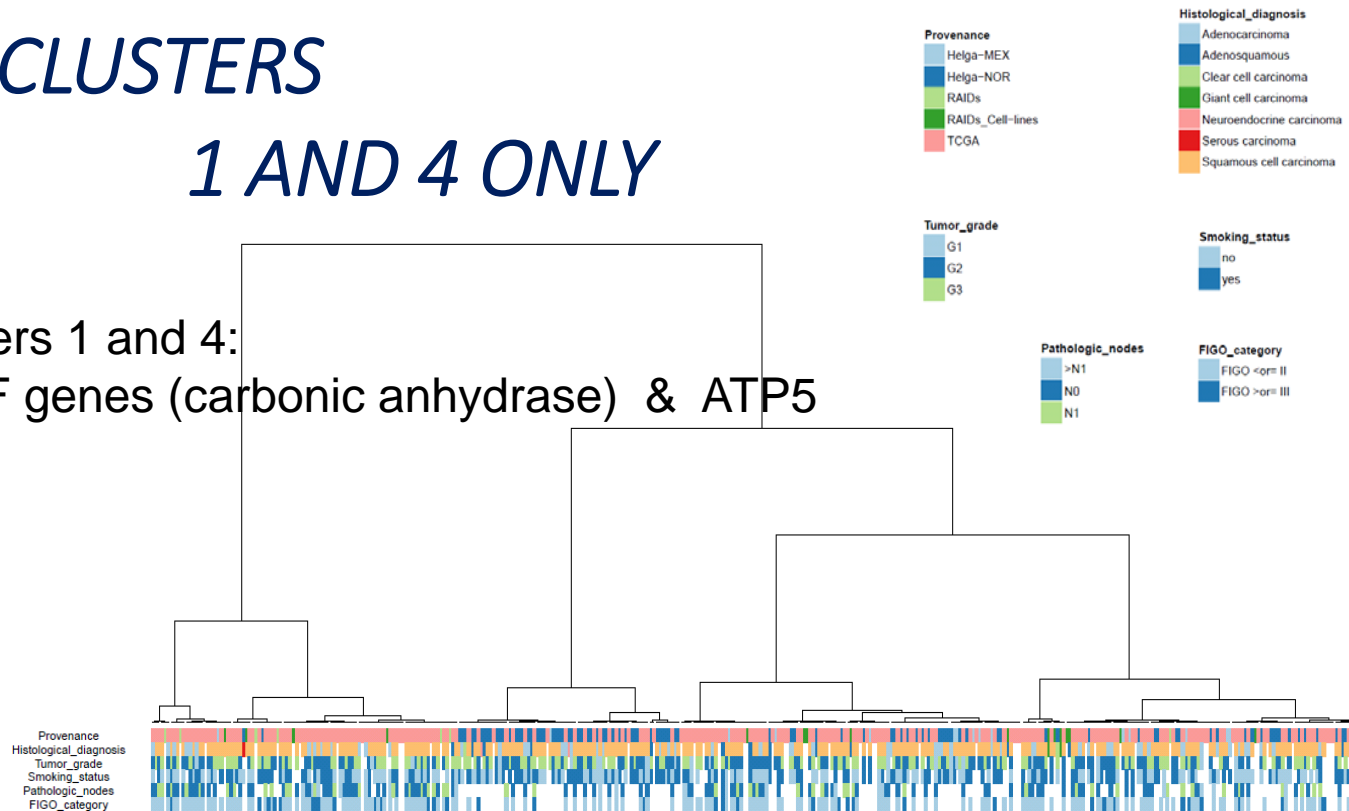 CLUSTERS
1 AND 4 ONLY
ers 1 and 4:
F genes (carbonic anhydrase) & ATP5
Provenance
Helga-MEX
Helga-NOR
RAIDs
RAIDs_Cell-lines
TCGA
Histological_diagnosis
Adenocarcinoma
Adenosquamous
Clear cell carcinoma
Giant cell carcinoma
Neuroendocrine carcinoma
Serous carcinoma
Squamous cell carcinoma
Tumor_grade
G1
G2
G3
Smoking_status
no
yes
Pathologic_nodes
>N1
N0
N1
FIGO_category
FIGO <or= II
FIGO >or= III
Provenance
Histological_diagnosis
Tumor_grade
Smoking_status
Pathologic_nodes
FIGO_category